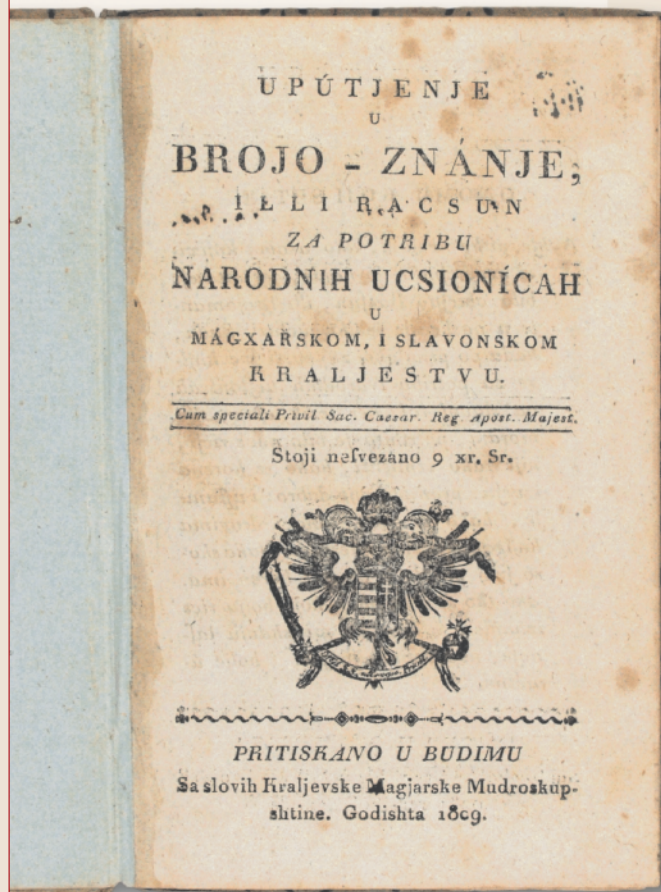 UPÚTJENJE
U
BROJO - ZNÁNJE,
ILLI RACSUN
ZA POTRIBU
NARODNIH UCSIONÍCAH
U
MÁGXARSKOM, I SLAVONSKOM
KRALJESTVU.
Cum speciali Privil. Sac. Caesar. Reg. Apost. Majest.
Stoji neſvezano 9 xr. Sr.
PRITISKANO U BUDIMU
Sa slovih Kraljevske Magjarske Mudroskup-
shtine. Godishta 1809.